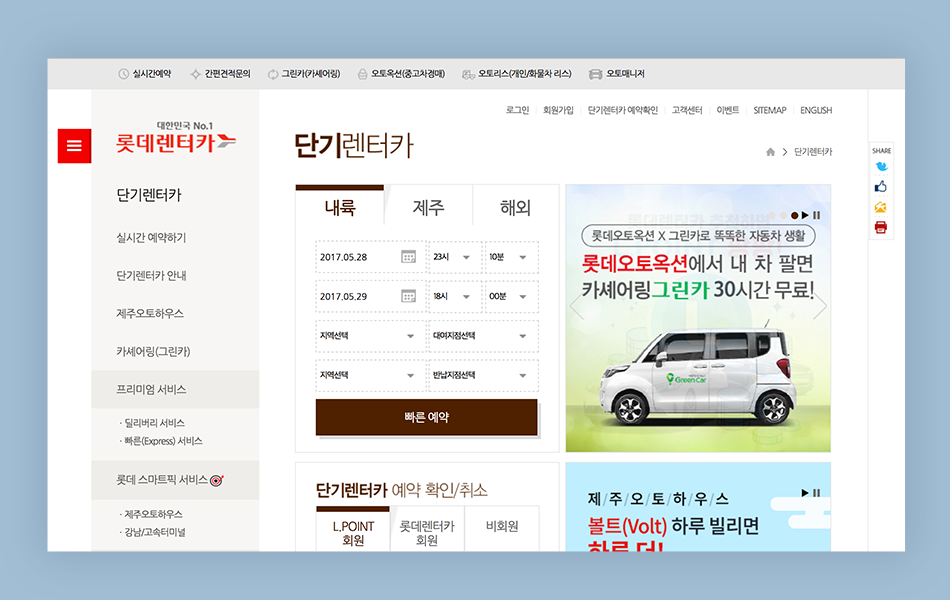 실시간예약 간편견적문의 그린카(카셰어링) 오토옥션(중고차경매) 오토리스(개인/화물차 리스) 오토매니저
로그인 회원가입 단기렌터카 예약확인 고객센터 이벤트 SITEMAP ENGLISH
대한민국 No.1
롯데렌터카
단기렌터카
실시간 예약하기
단기렌터카 안내
제주오토하우스
카셰어링(그린카)
프리미엄 서비스
· 딜리버리 서비스
· 빠른(Express) 서비스
롯데 스마트픽 서비스
· 제주오토하우스
· 강남/고속터미널
단기렌터카
단기렌터카
내륙 제주 해외
2017.05.28 23시 10분
2017.05.29 18시 00분
지역선택 대여지점선택
지역선택 반납지점선택
빠른 예약
롯데오토옥션 X 그린카로 똑똑한 자동차 생활
롯데오토옥션에서 내 차 팔면
카셰어링그린카 30시간 무료!
Green Car
SHARE
단기렌터카 예약 확인/취소
L.POINT 롯데렌터카 비회원
회원 회원
제/주/오/토/하/우/스
볼트(Volt) 하루 빌리면
하루 더!